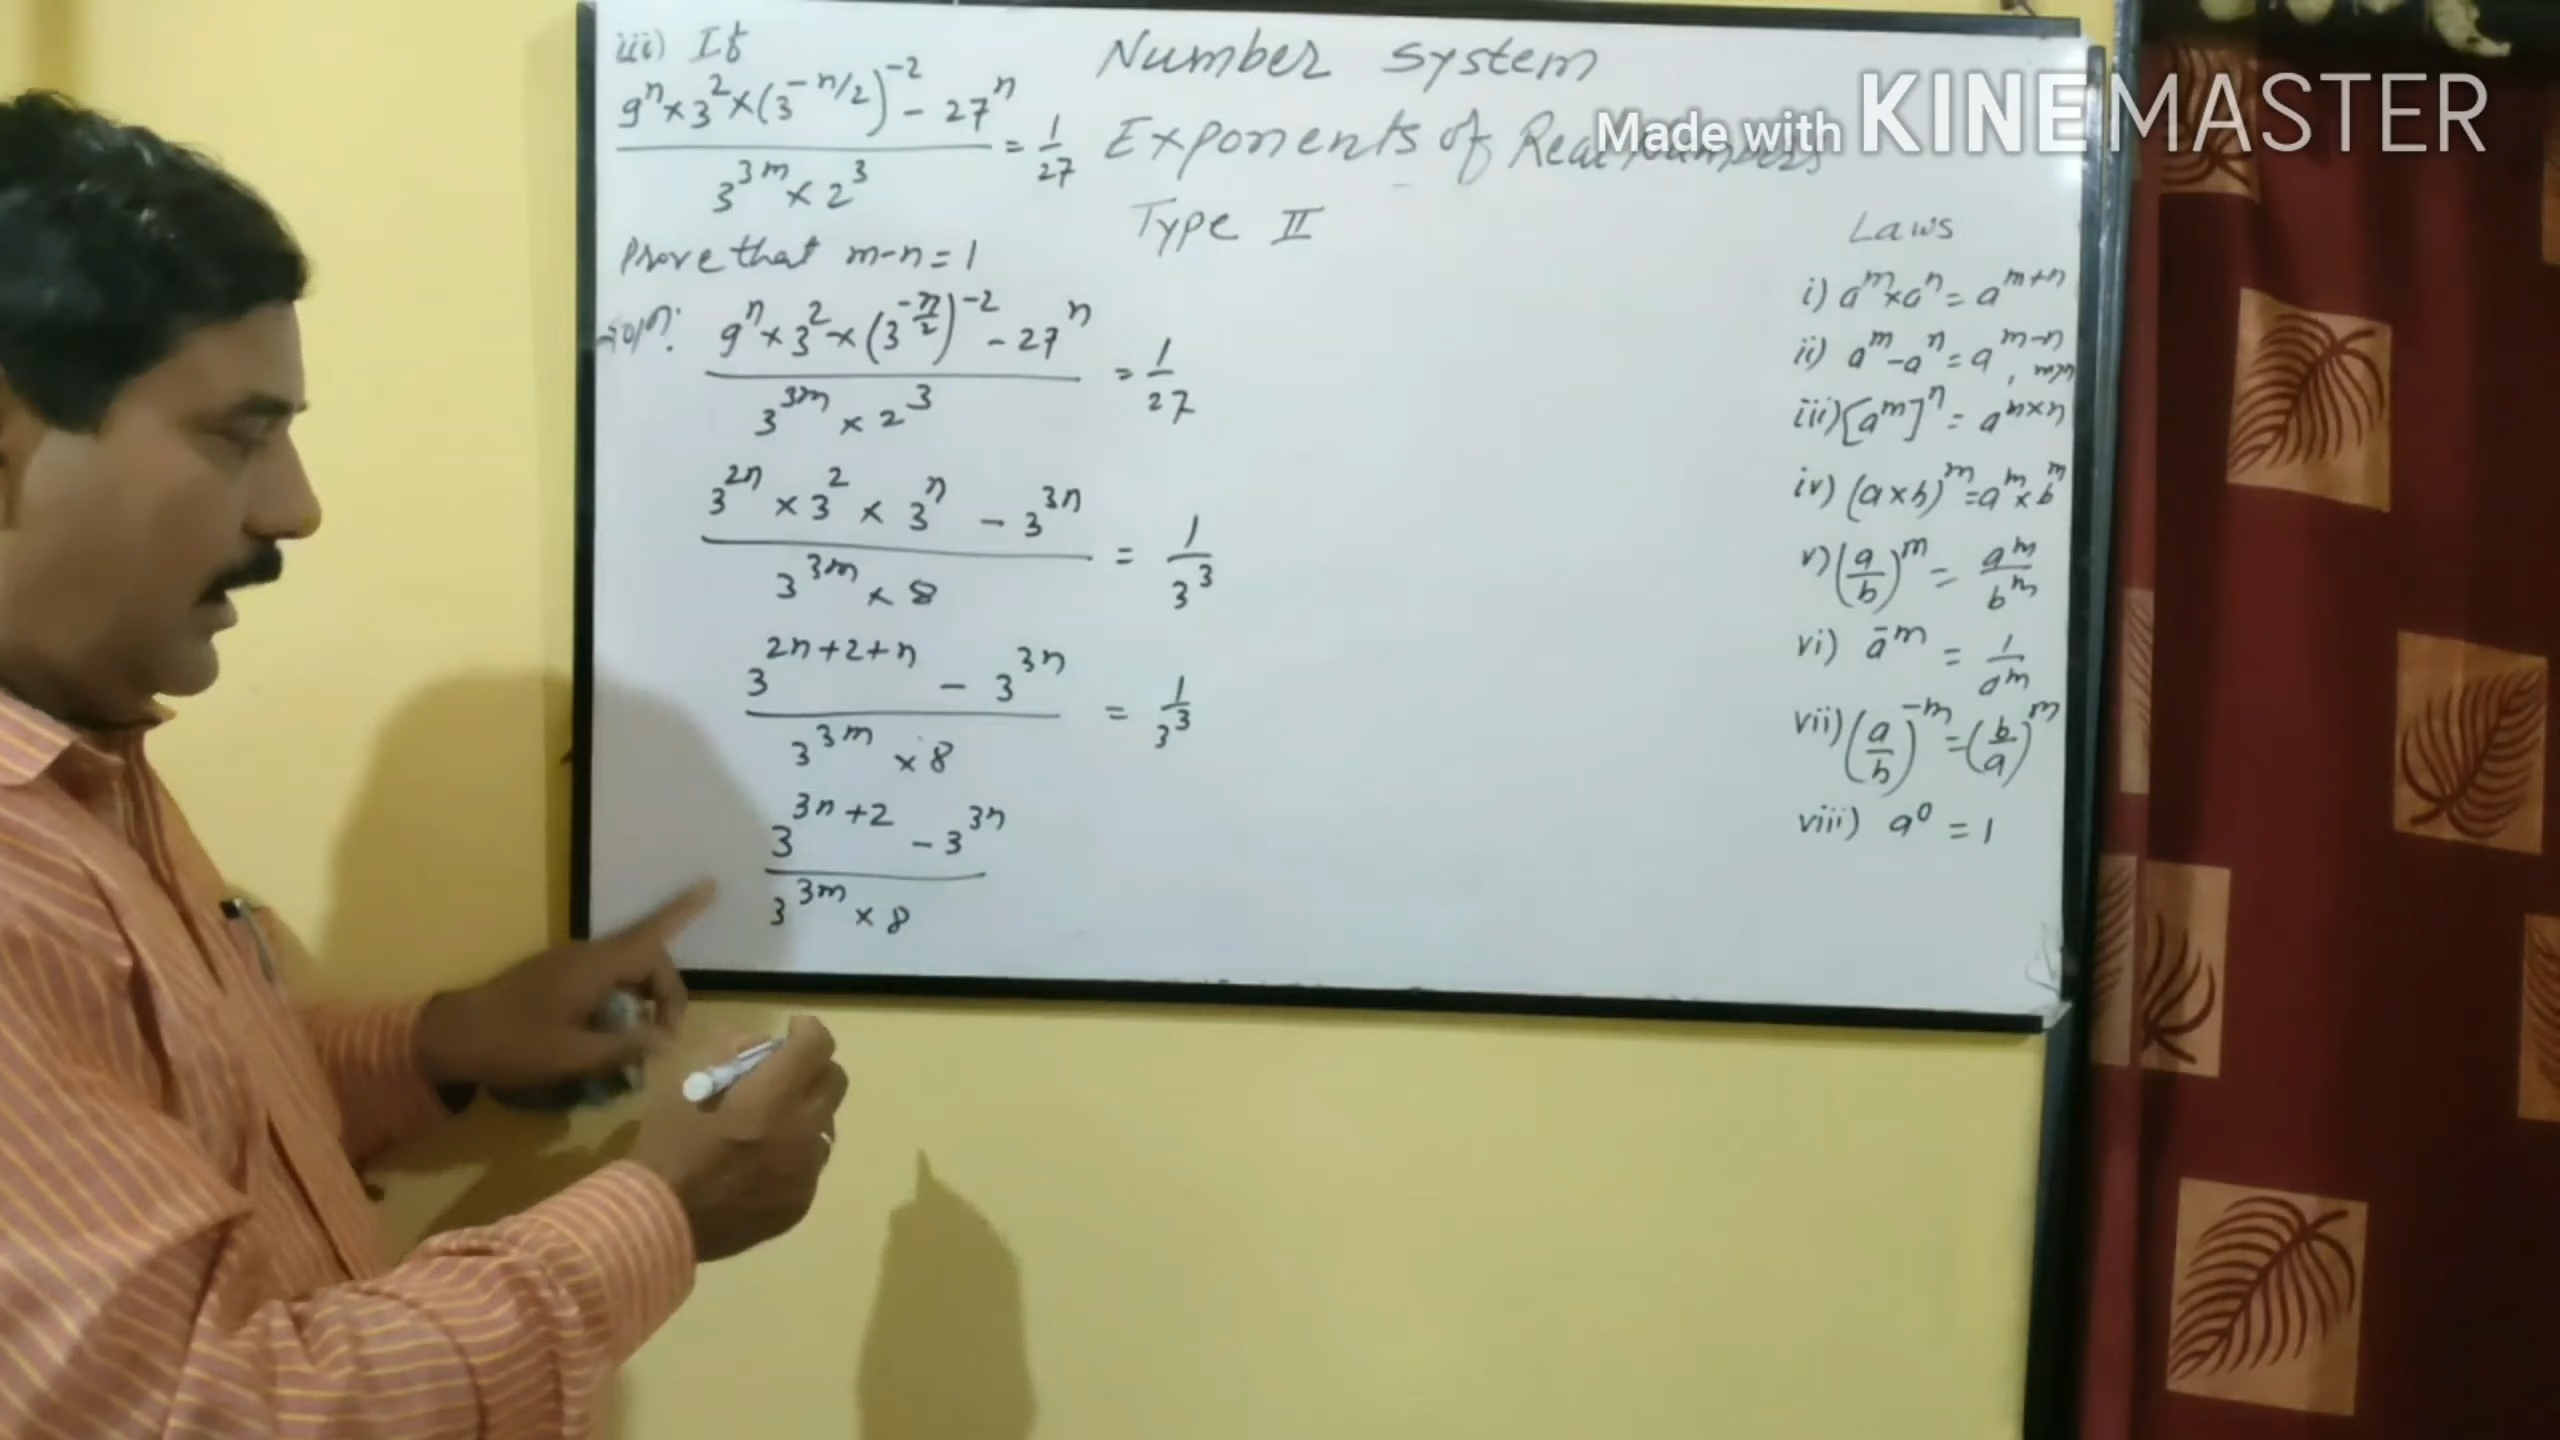 iii) If
9^n × 3^2 × (3^{-n/2})^{-2} - 27^n
/ 3^{3m} × 2^3 = 1/27
Prove that m-n=1
Number system
Exponents of Real Numbers
Type II
Made with KINEMASTER
Soln:
9^n × 3^2 × (3^{-n/2})^{-2} - 27^n
/ 3^{3m} × 2^3 = 1/27
3^{2n} × 3^2 × 3^n - 3^{3n}
/ 3^{3m} × 8 = 1/3^3
3^{2n+2+n} - 3^{3n}
/ 3^{3m} × 8 = 1/3^3
3^{3n+2} - 3^{3n}
/ 3^{3m} × 8
Laws
i) a^m × a^n = a^{m+n}
ii) a^m - a^n = a^{m-n}, m>n
iii) [a^m]^n = a^{n×n}
iv) (a×b)^m = a^m × b^m
v) (a/b)^m = a^m/b^m
vi) a^{-m} = 1/a^m
vii) (a/b)^{-m} = (b/a)^m
viii) a^0 = 1